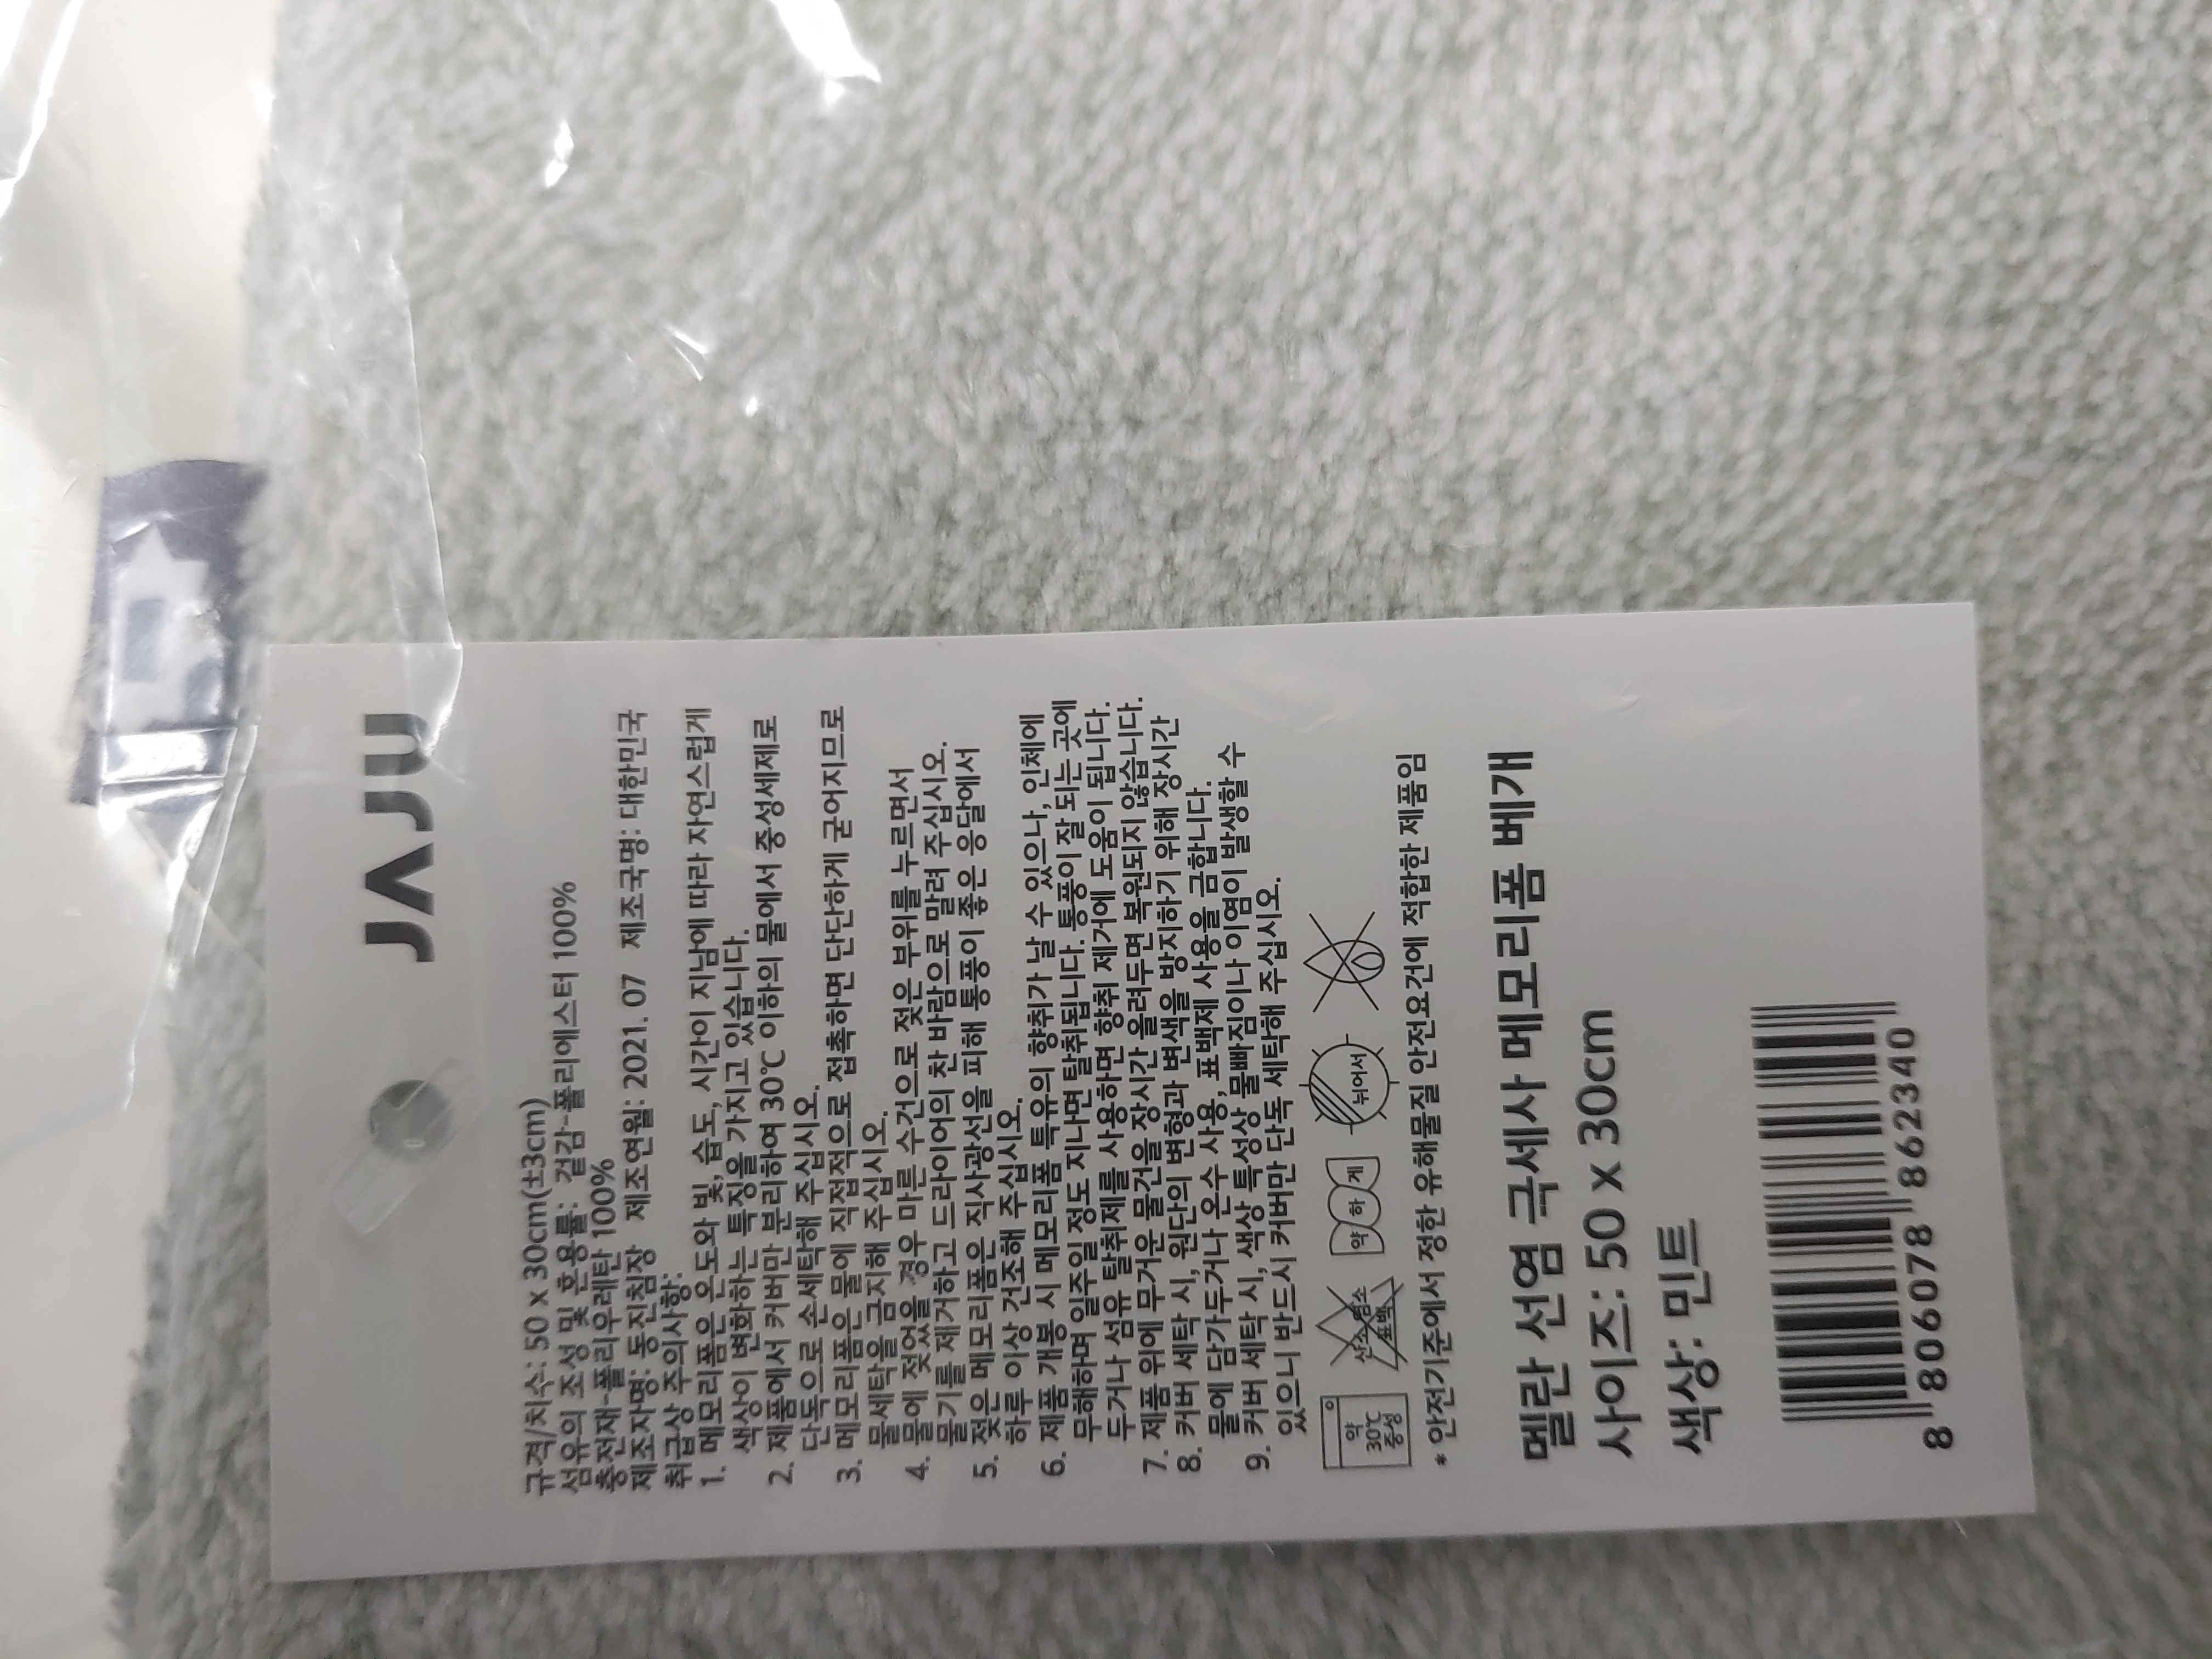 JAJU
규격/치수: 50 x 30cm(±3cm)
섬유의 조성 및 혼용률: 겉감-폴리에스터 100%
충전재-폴리우레탄 100%
제조자명: 동진침장 제조연월: 2021. 07 제조국명: 대한민국
취급상 주의사항:
1. 메모리폼은 온도와 빛, 습도, 시간이 지남에 따라 자연스럽게
색상이 변화하는 특징을 가지고 있습니다.
2. 제품에서 커버만 분리하여 30℃ 이하의 물에서 중성세제로
단독으로 손세탁해 주십시오.
3. 메모리폼은 물에 직접적으로 접촉하면 단단하게 굳어지므로
물세탁을 금지해 주십시오.
4. 물에 젖었을 경우 마른 수건으로 젖은 부위를 누르면서
물기를 제거하고 드라이어의 찬 바람으로 말려 주십시오.
5. 젖은 메모리폼은 직사광선을 피해 통풍이 좋은 응달에서
하루 이상 건조해 주십시오.
6. 제품 개봉 시 메모리폼 특유의 향취가 날 수 있으나, 인체에
무해하며 일주일 정도 지나면 탈취됩니다. 통풍이 잘 되는 곳에
두거나 섬유 탈취제를 사용하면 향취 제거에 도움이 됩니다.
7. 제품 위에 무거운 물건을 장시간 올려두면 복원되지 않습니다.
8. 커버 세탁 시, 원단의 변형과 변색을 방지하기 위해 장시간
물에 담가두거나 온수 사용, 표백제 사용을 금합니다.
9. 커버 세탁 시, 색상 특성상 물빠짐이나 이염이 발생할 수
있으니 반드시 커버만 단독 세탁해 주십시오.
약 30℃ 중성 산소 염소 표백 약하게 뉘어서
* 안전기준에서 정한 유해물질 안전요건에 적합한 제품임
멜란 선염 극세사 메모리폼 베개
사이즈: 50 x 30cm
색상: 민트
8 806078 862340